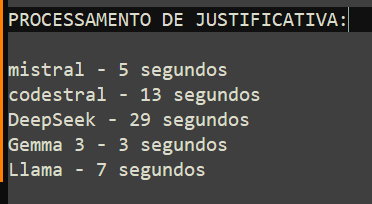 PROCESSAMENTO DE JUSTIFICATIVA:
mistral - 5 segundos
codestral - 13 segundos
DeepSeek - 29 segundos
Gemma 3 - 3 segundos
Llama - 7 segundos